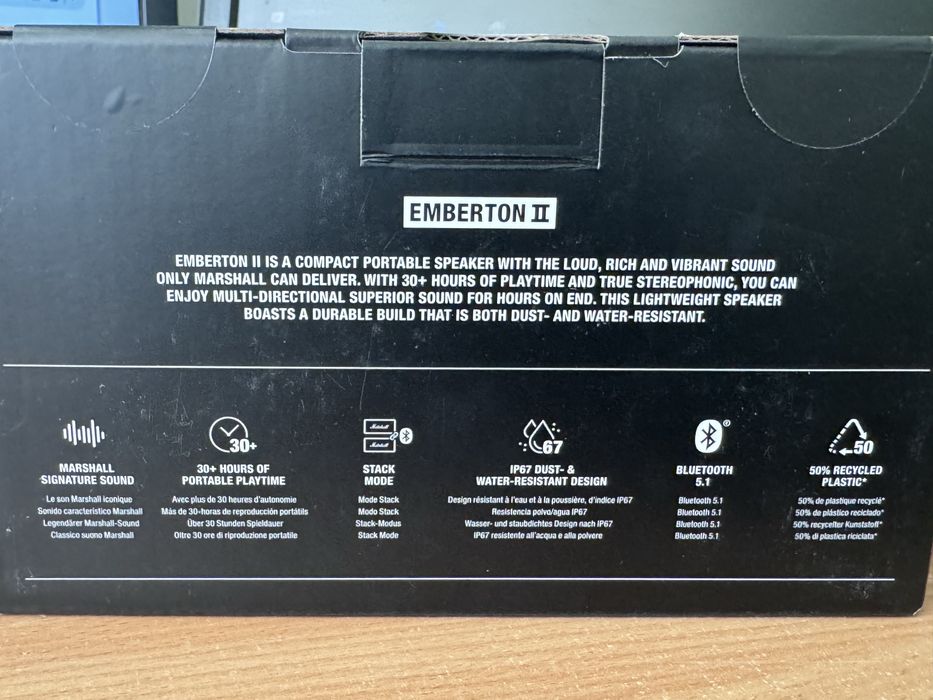 EMBERTON II
EMBERTON II IS A COMPACT PORTABLE SPEAKER WITH THE LOUD, RICH AND VIBRANT SOUND
ONLY MARSHALL CAN DELIVER. WITH 30+ HOURS OF PLAYTIME AND TRUE STEREOPHONIC, YOU CAN
ENJOY MULTI-DIRECTIONAL SUPERIOR SOUND FOR HOURS ON END. THIS LIGHTWEIGHT SPEAKER
BOASTS A DURABLE BUILD THAT IS BOTH DUST- AND WATER-RESISTANT.
MARSHALL
SIGNATURE SOUND
Le son Marshall iconique
Sonido característico Marshall
Legendärer Marshall-Sound
Classico suono Marshall
30+
30+ HOURS OF
PORTABLE PLAYTIME
Avec plus de 30 heures d'autonomie
Más de 30-horas de reproducción portátils
Über 30 Stunden Spieldauer
Oltre 30 ore di riproduzione portatile
Marshall
Marshall
STACK
MODE
Mode Stack
Modo Stack
Stack-Modus
Stack Mode
67
IP67 DUST- &
WATER-RESISTANT DESIGN
Design résistant à l'eau et à la poussière, d'indice IP67
Resistencia polvo/agua IP67
Wasser- und staubdichtes Design nach IP67
IP67 resistente all'acqua e alla polvere
®
BLUETOOTH
5.1
Bluetooth 5.1
Bluetooth 5.1
Bluetooth 5.1
Bluetooth 5.1
50
50% RECYCLED
PLASTIC*
50% de plastique recyclé*
50% de plástico reciclado*
50% recycelter Kunststoff*
50% di plastica riciclata*